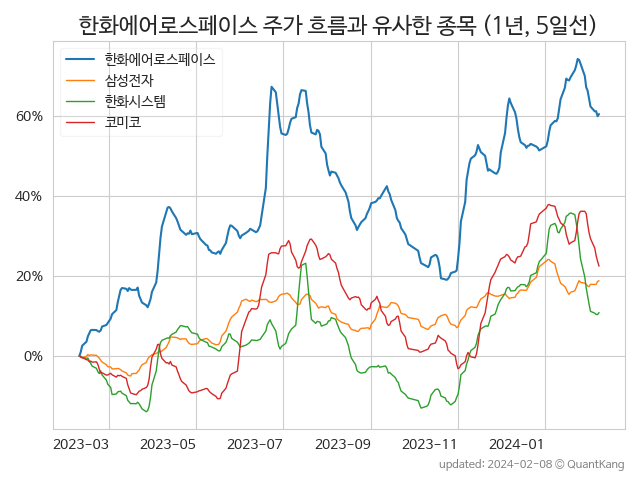 한화에어로스페이스 주가 흐름과 유사한 종목 (1년, 5일선)
한화에어로스페이스
삼성전자
한화시스템
코미코
60%
40%
20%
0%
2023-03 2023-05 2023-07 2023-09 2023-11 2024-01
updated: 2024-02-08 © QuantKang